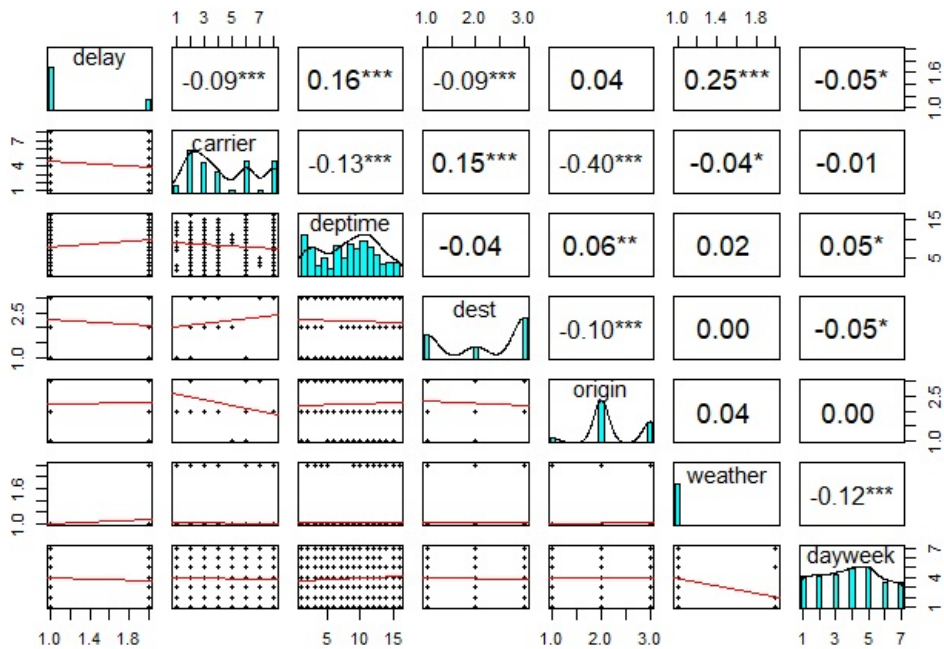 1 3 5 7 1.0 2.0 3.0 1.0 1.4 1.8
delay -0.09*** 0.16*** -0.09*** 0.04 0.25*** -0.05* 1.0 1.6
1 4 7 carrier -0.13*** 0.15*** -0.40*** -0.04* -0.01
deptime -0.04 0.06** 0.02 0.05* 5 15
1.0 2.5 dest -0.10*** 0.00 -0.05*
origin 0.04 0.00 1.0 2.5
1.0 1.6 weather -0.12***
dayweek 1 4 7
1.0 1.4 1.8 5 10 15 1.0 2.0 3.0 1 3 5 7